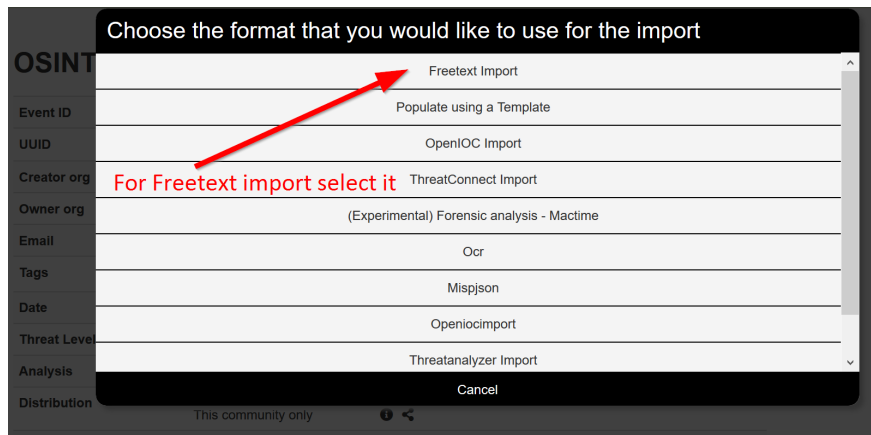 Choose the format that you would like to use for the import
OSINT
Freetext Import
Event ID
Populate using a Template
UUID
OpenIOC Import
Creator org
For Freetext import select it
ThreatConnect Import
Owner org
(Experimental) Forensic analysis - Mactime
Email
Ocr
Tags
Mispjson
Date
Openiocimport
Threat Level
Threatanalyzer Import
Analysis
Cancel
Distribution
This community only